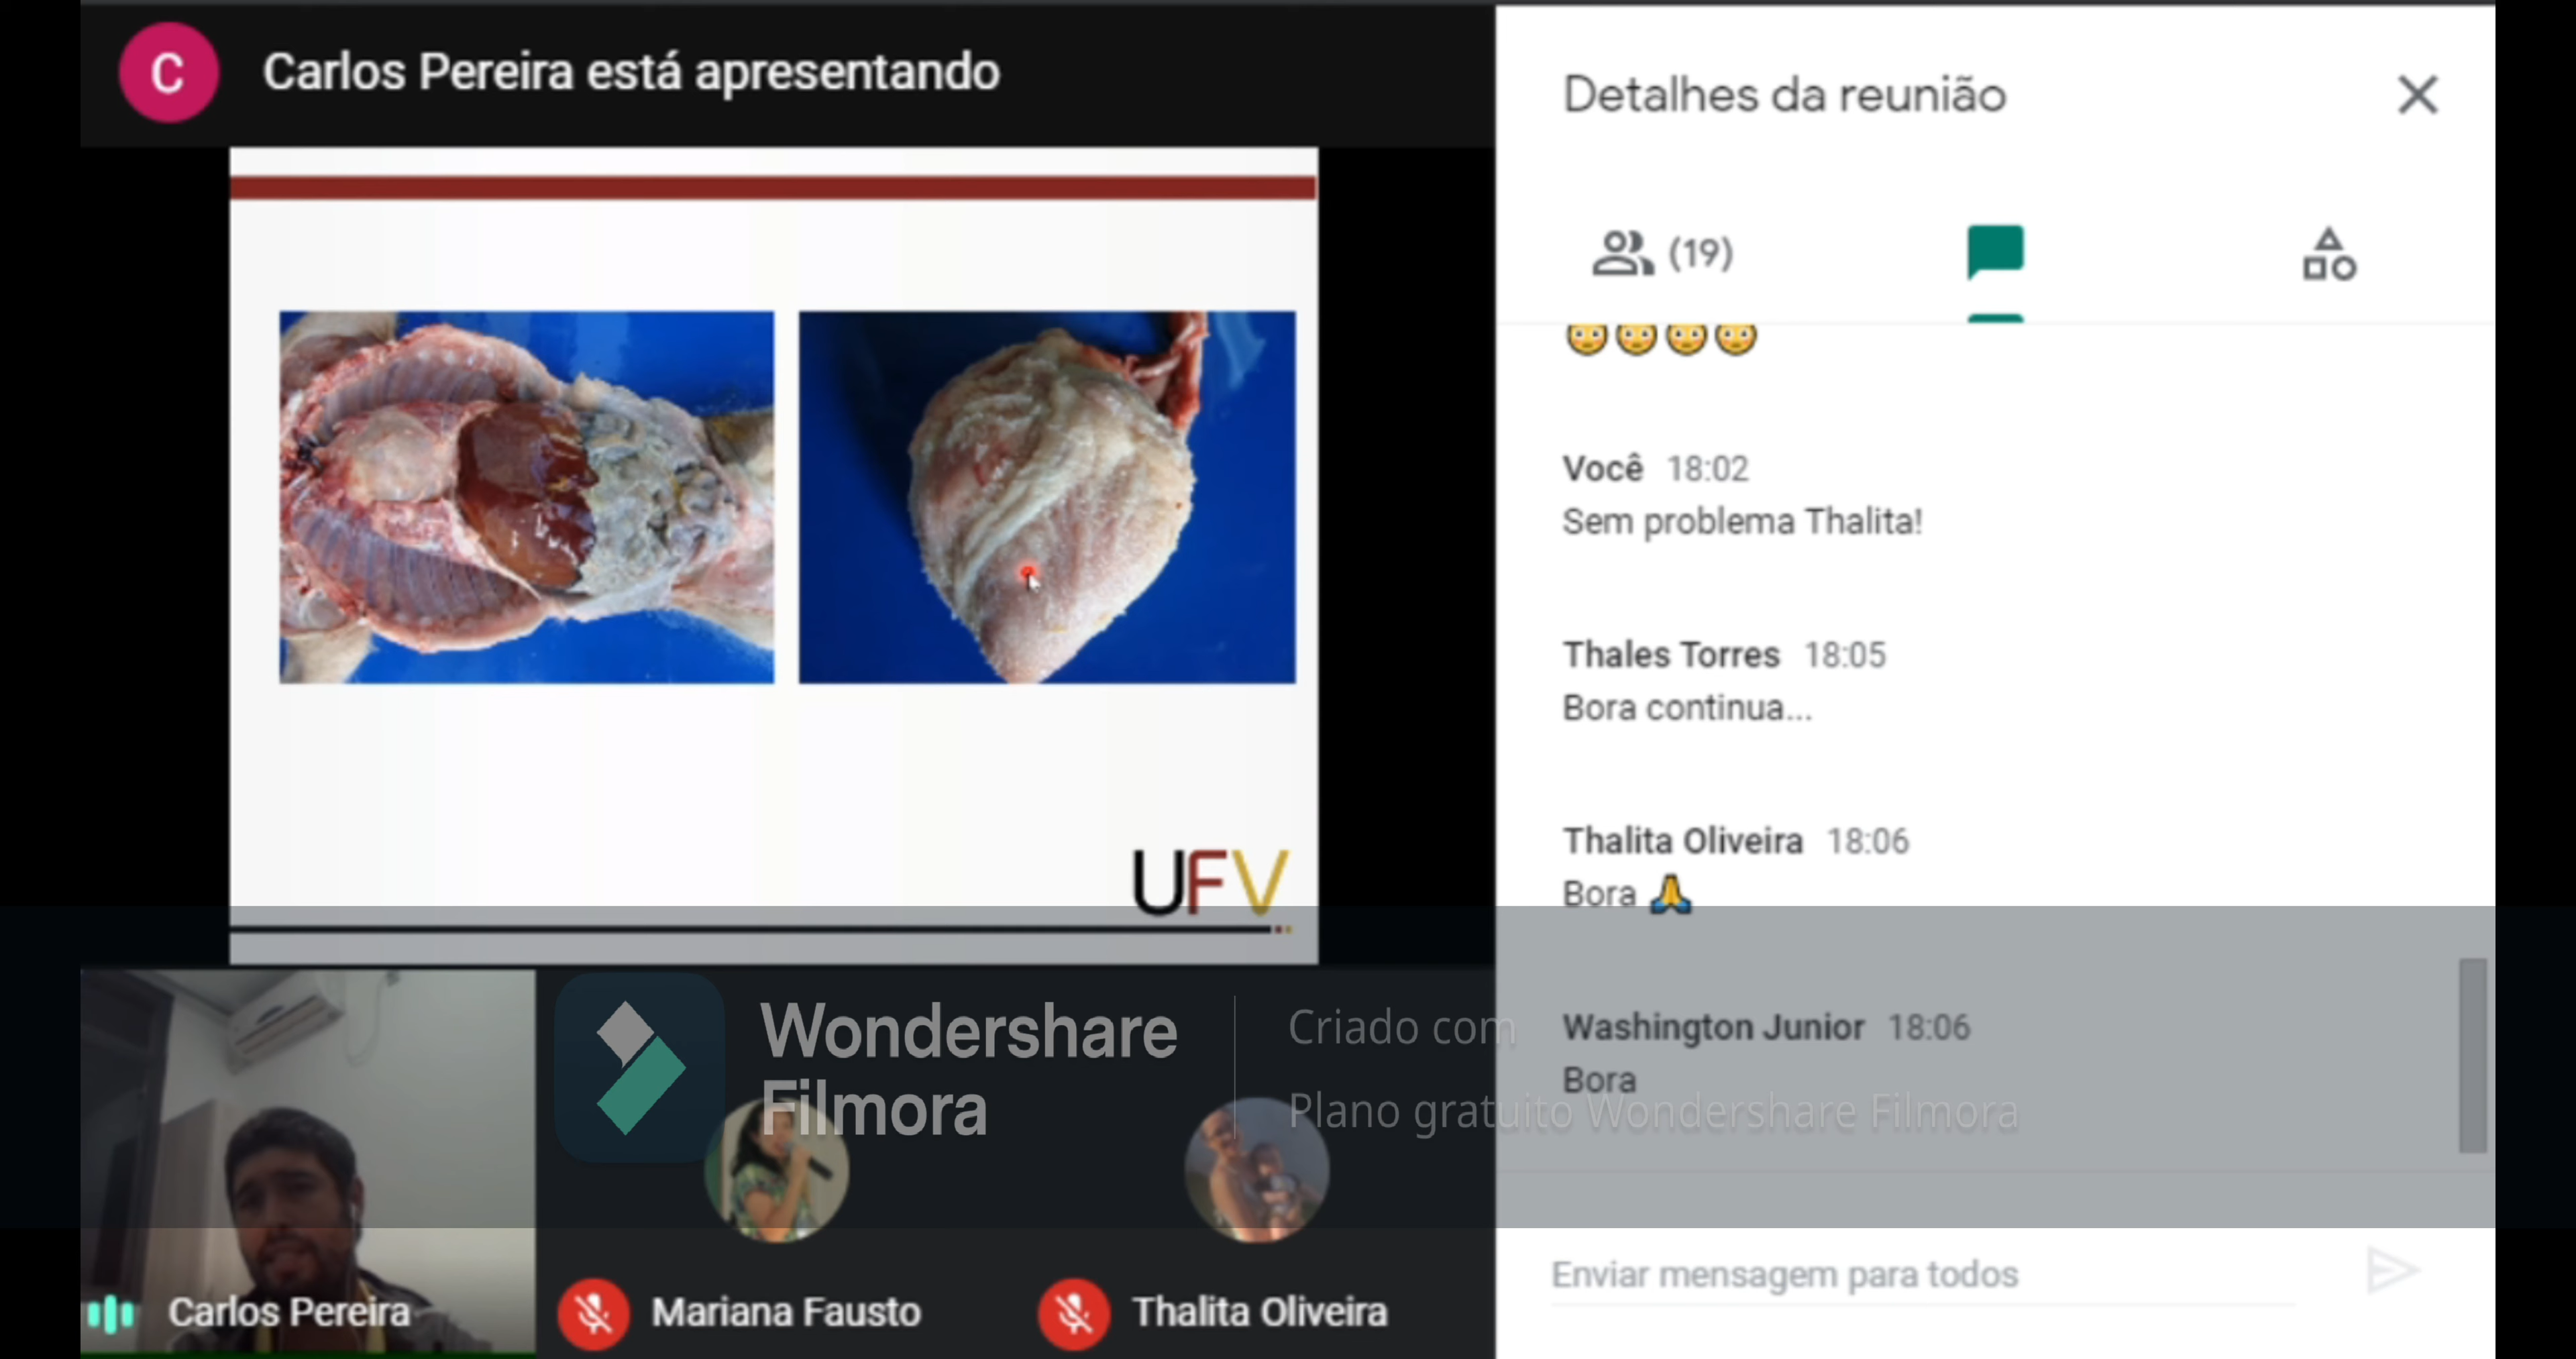 C
Carlos Pereira está apresentando
UFV
Carlos Pereira
Mariana Fausto
Thalita Oliveira
Detalhes da reunião
(19)
Você 18:02
Sem problema Thalita!
Thales Torres 18:05
Bora continua...
Thalita Oliveira 18:06
Bora 🙏
Washington Junior 18:06
Bora
Enviar mensagem para todos
Wondershare
Filmora
Criado com
Plano gratuito Wondershare Filmora